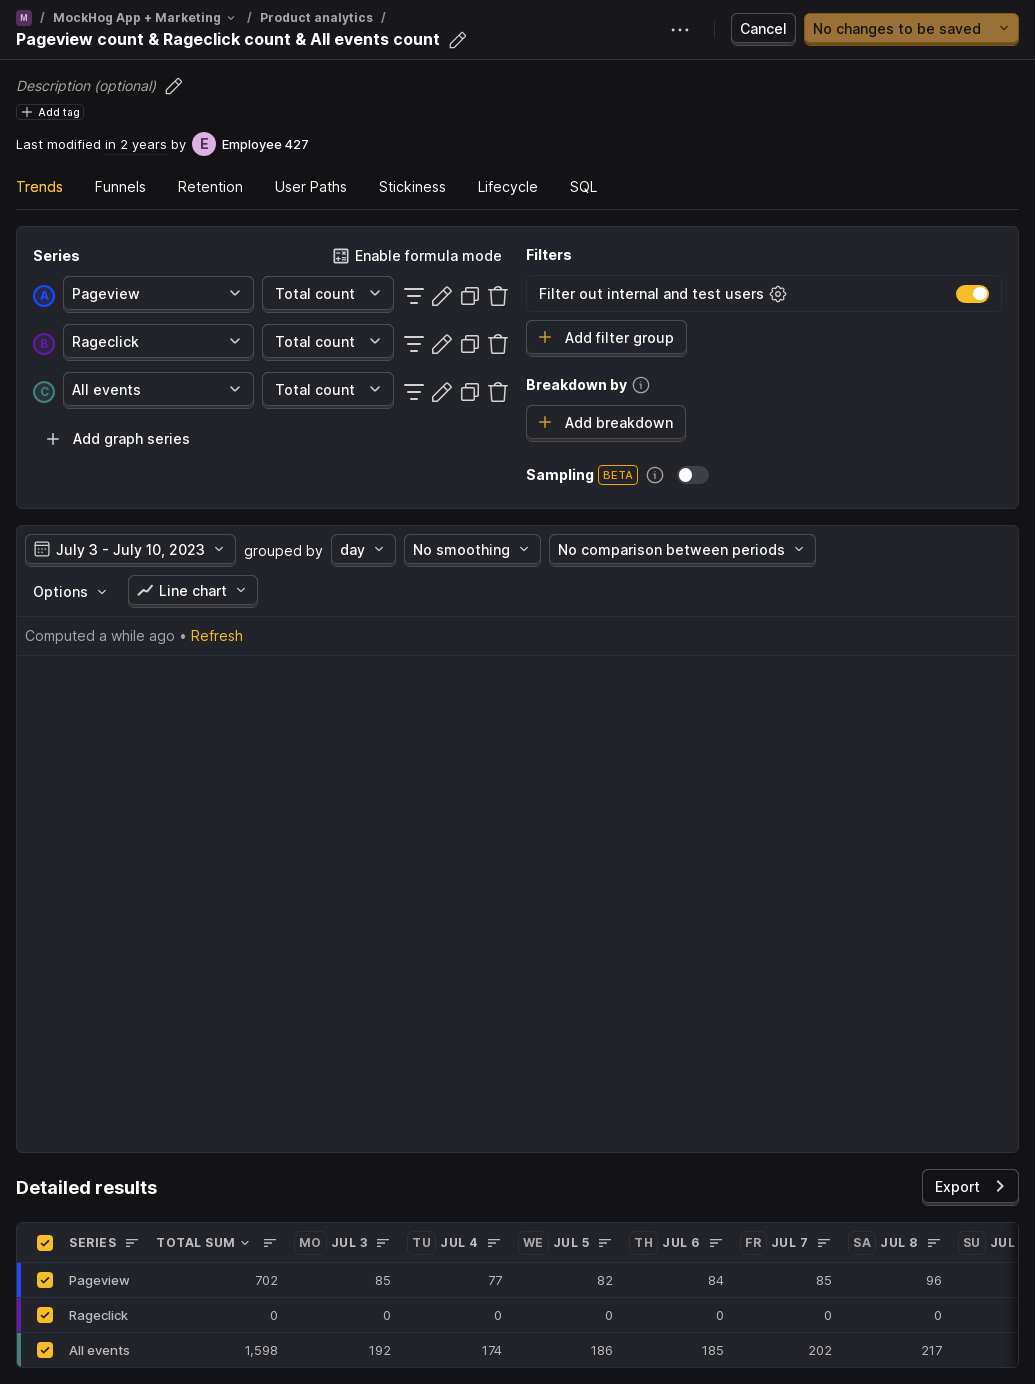 M / MockHog App + Marketing / Product analytics /
Pageview count & Rageclick count & All events count
Cancel
No changes to be saved
Description (optional)
Add tag
Last modified in 2 years by E Employee 427
Trends Funnels Retention User Paths Stickiness Lifecycle SQL
Series Enable formula mode
A Pageview Total count
B Rageclick Total count
C All events Total count
Add graph series
Filters
Filter out internal and test users
Add filter group
Breakdown by
Add breakdown
Sampling BETA
July 3 - July 10, 2023 grouped by day No smoothing No comparison between periods
Options Line chart
Computed a while ago • Refresh
Detailed results
Export
SERIES TOTAL SUM MO JUL 3 TU JUL 4 WE JUL 5 TH JUL 6 FR JUL 7 SA JUL 8 SU JUL
Pageview 702 85 77 82 84 85 96
Rageclick 0 0 0 0 0 0 0
All events 1,598 192 174 186 185 202 217